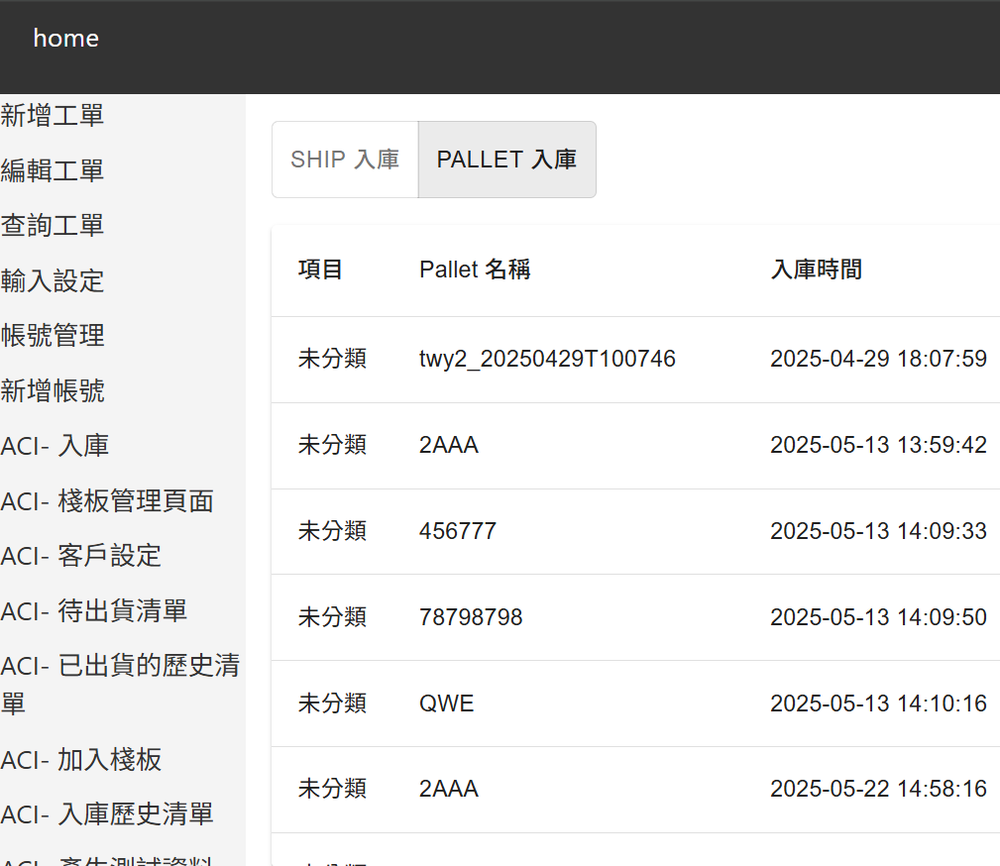 home
新增工單
編輯工單
查詢工單
輸入設定
帳號管理
新增帳號
ACI- 入庫
ACI- 棧板管理頁面
ACI- 客戶設定
ACI- 待出貨清單
ACI- 已出貨的歷史清
單
ACI- 加入棧板
ACI- 入庫歷史清單
ACI- 產生測試資料
SHIP 入庫 PALLET 入庫
項目 Pallet 名稱 入庫時間
未分類 twy2_20250429T100746 2025-04-29 18:07:59
未分類 2AAA 2025-05-13 13:59:42
未分類 456777 2025-05-13 14:09:33
未分類 78798798 2025-05-13 14:09:50
未分類 QWE 2025-05-13 14:10:16
未分類 2AAA 2025-05-22 14:58:16